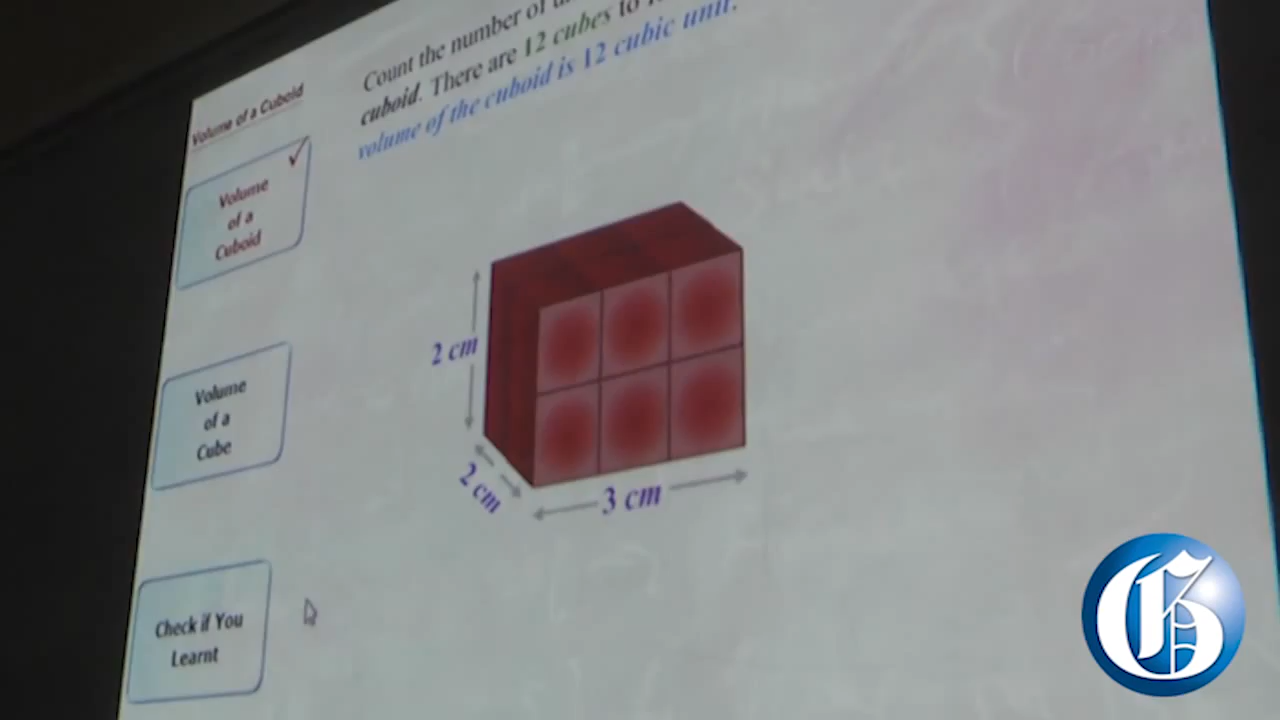 Count the number of
cuboid. There are 12 cubes to
volume of the cuboid is 12 cubic unit.
Volume of a Cuboid
Volume
of a
Cuboid
Volume
of a
Cube
Check if You
Learnt
2 cm
2 cm
3 cm
G